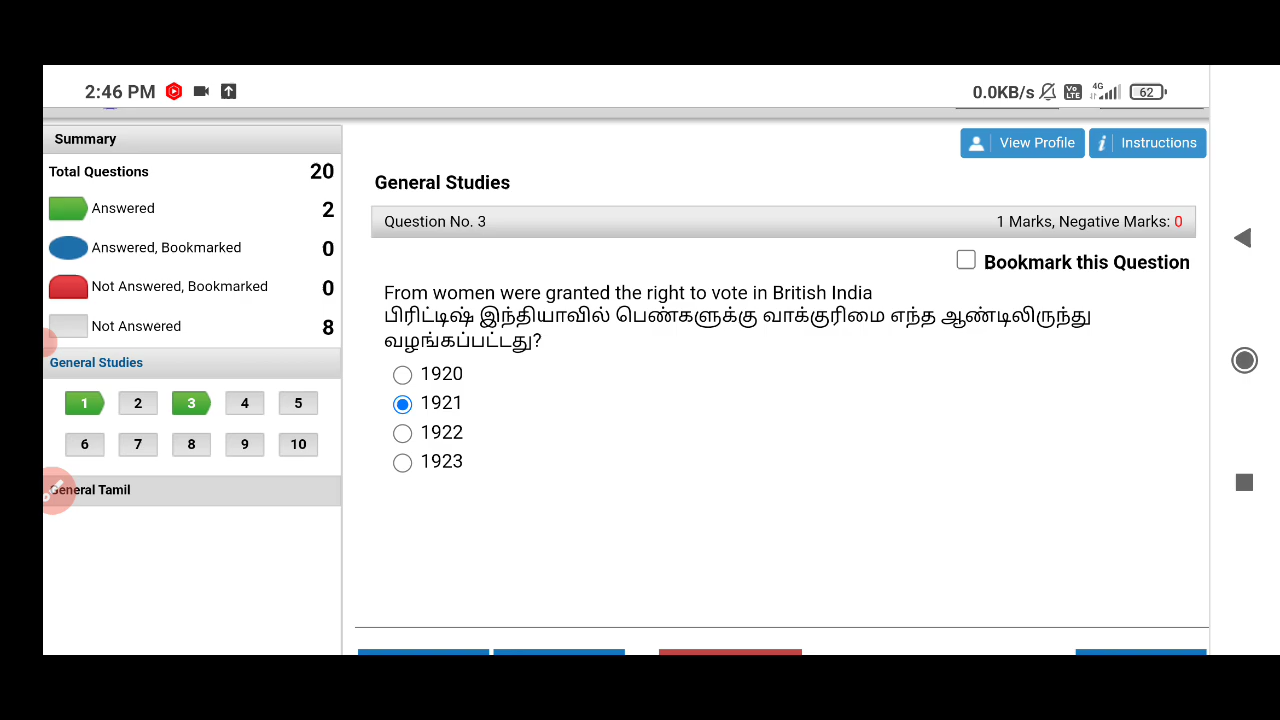 2:46 PM
0.0KB/s Vo LTE 4G 62
Summary
View Profile
Instructions
Total Questions 20
General Studies
Answered 2
Question No. 3
1 Marks, Negative Marks: 0
Answered, Bookmarked 0
Bookmark this Question
Not Answered, Bookmarked 0
From women were granted the right to vote in British India
பிரிட்டிஷ் இந்தியாவில் பெண்களுக்கு வாக்குரிமை எந்த ஆண்டிலிருந்து
வழங்கப்பட்டது?
Not Answered 8
General Studies
1920
1921
1922
1923
1 2 3 4 5
6 7 8 9 10
General Tamil